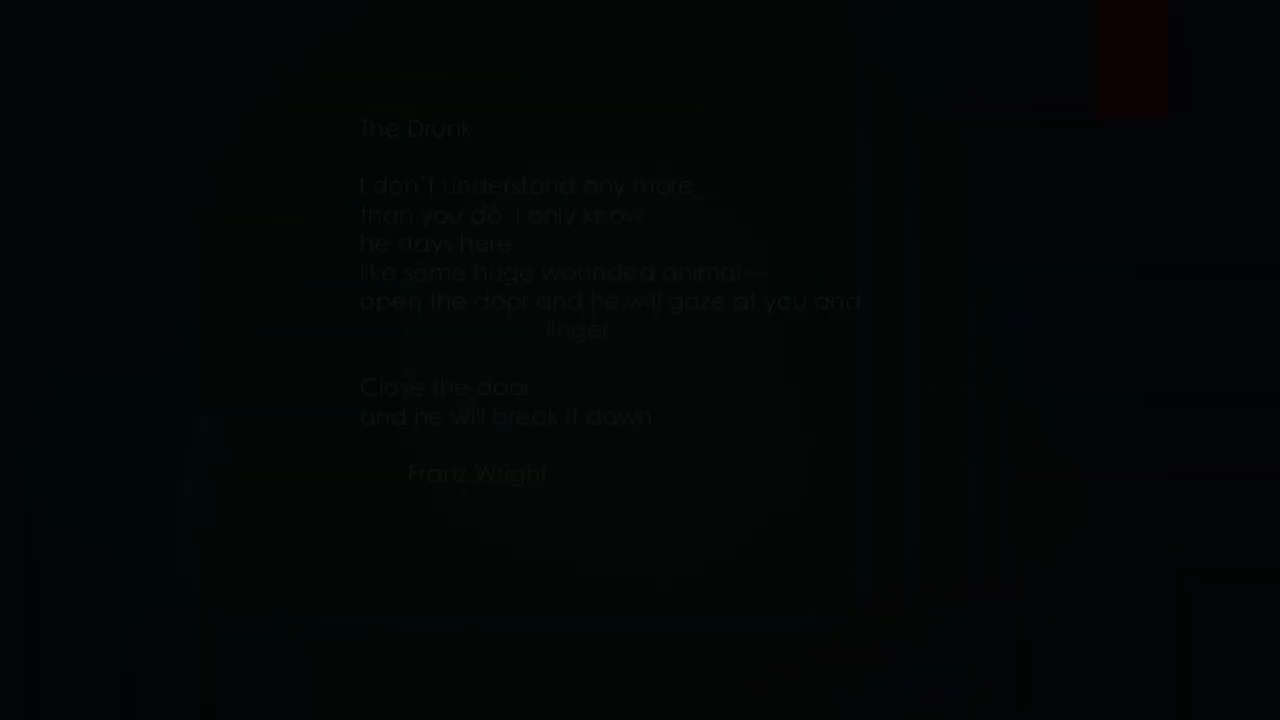 The Drunk
I don't understand any more
than you do. I only know
he stays here
like some huge wounded animal—
open the door and he will gaze at you and
linger
Close the door
and he will break it down
Franz Wright